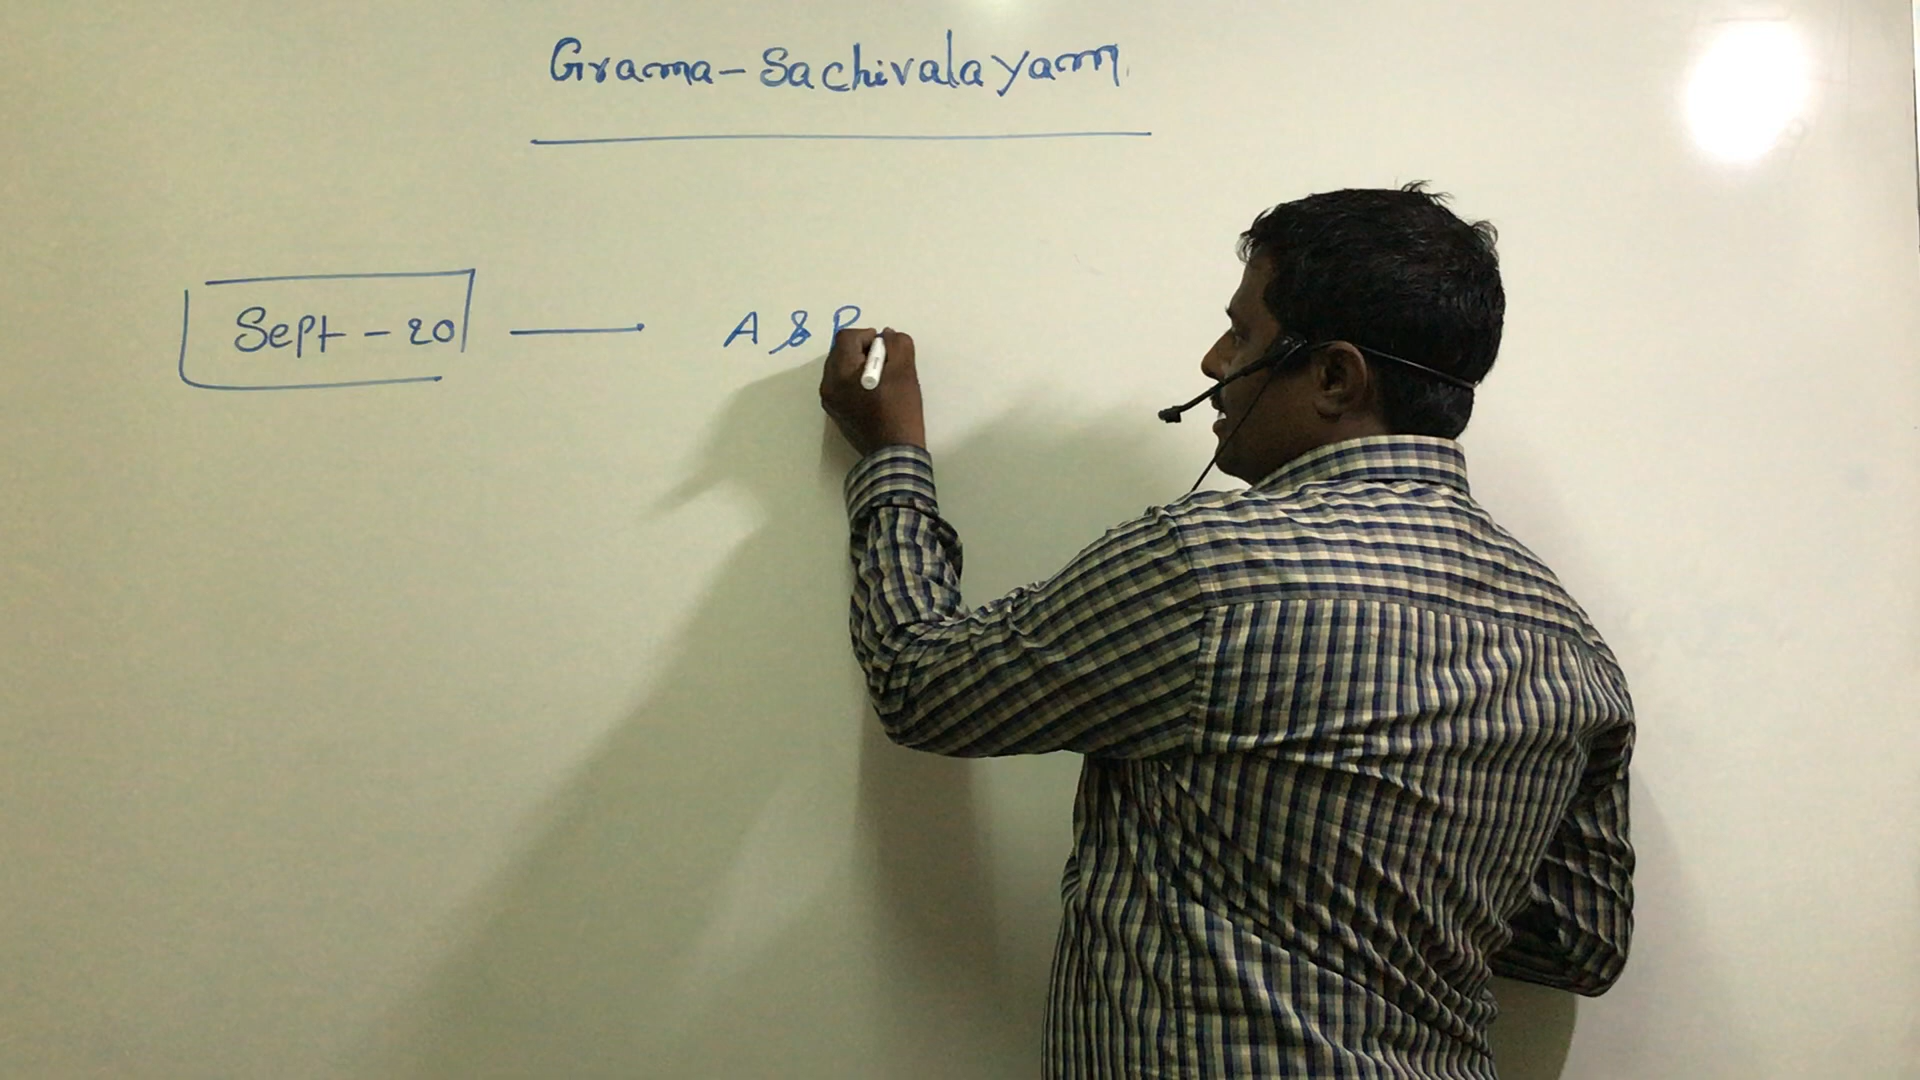 Grama - Sachivalayam
Sept - 20 — A & P